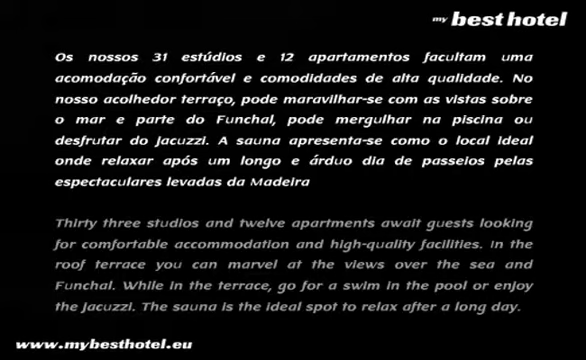 my best hotel
Os nossos 31 estúdios e 12 apartamentos facultam uma
acomodação confortável e comodidades de alta qualidade. No
nosso acolhedor terraço, pode maravilhar-se com as vistas sobre
o mar e parte do Funchal, pode mergulhar na piscina ou
desfrutar do Jacuzzi. A sauna apresenta-se como o local ideal
onde relaxar após um longo e árduo dia de passeios pelas
espectaculares levadas da Madeira
Thirty three studios and twelve apartments await guests looking
for comfortable accommodation and high-quality facilities. In the
roof terrace you can marvel at the views over the sea and
Funchal. While in the terrace, go for a swim in the pool or enjoy
the Jacuzzi. The sauna is the ideal spot to relax after a long day.
www.mybesthotel.eu